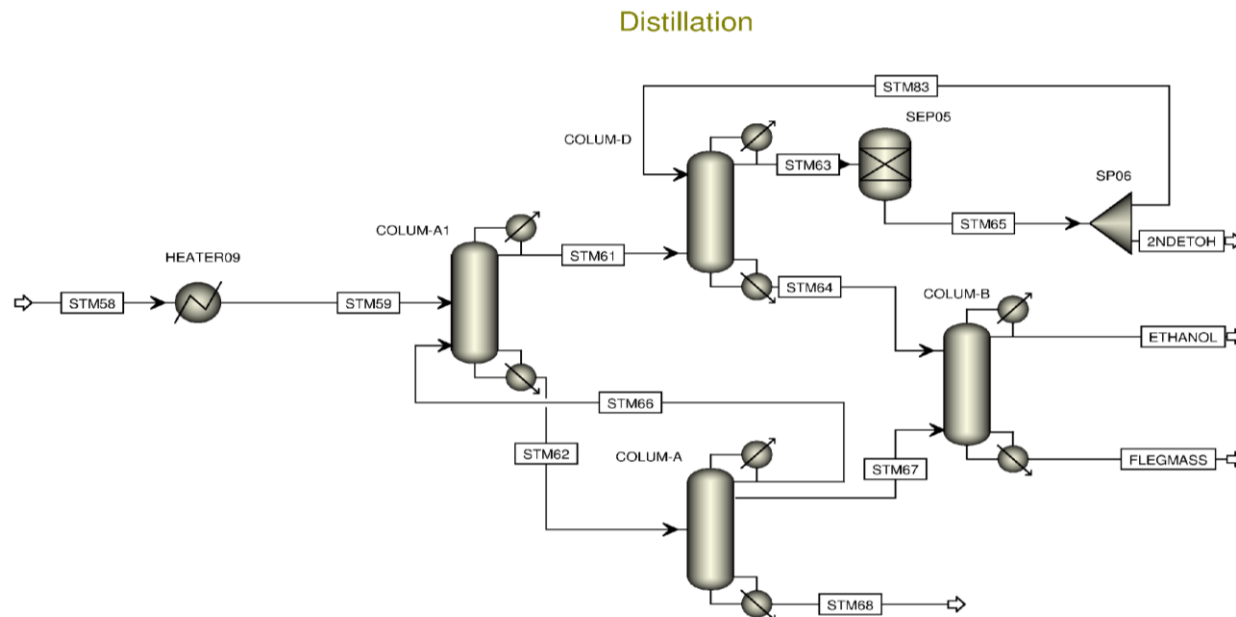 Distillation
STM83
SEP05
COLUM-D
STM63
SP06
STM65
2NDETOH
COLUM-A1
STM61
HEATER09
STM58
STM59
STM64
COLUM-B
ETHANOL
STM66
STM62
COLUM-A
STM67
FLEGMASS
STM68